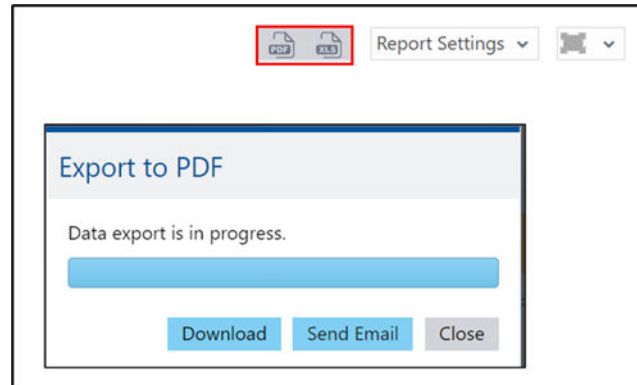 PDF XLS Report Settings
Export to PDF
Data export is in progress.
Download Send Email Close